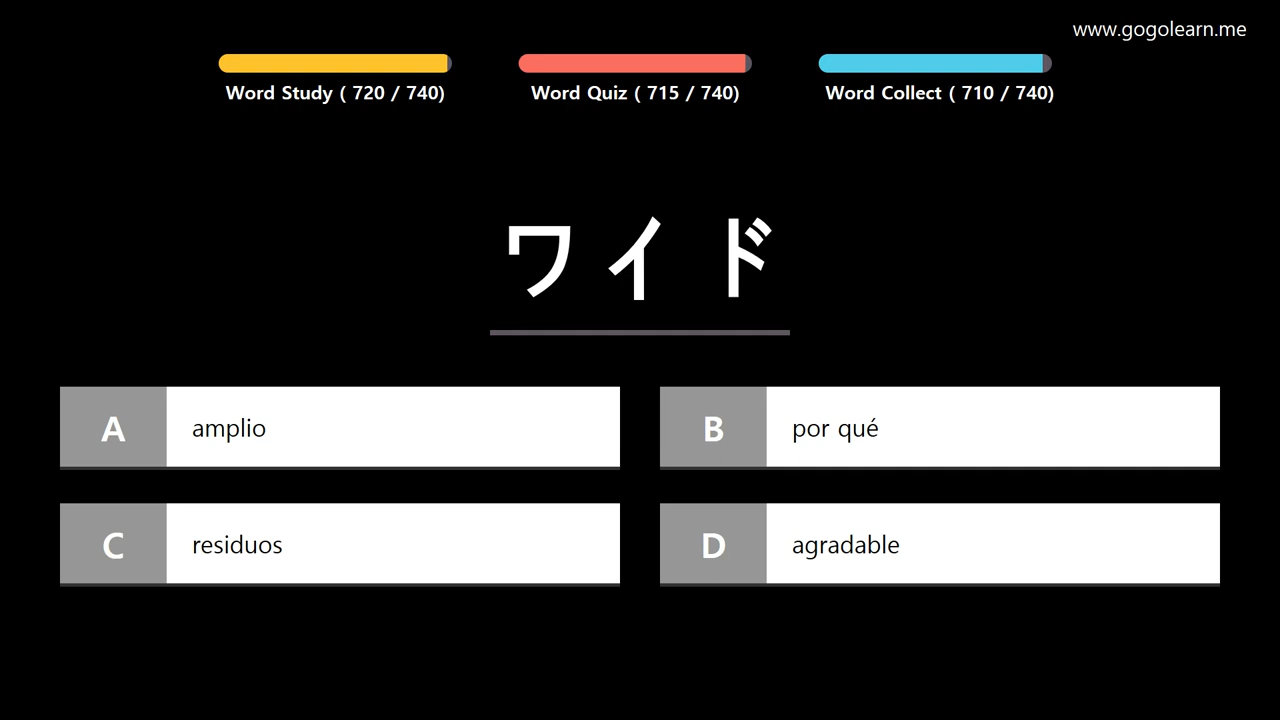 www.gogolearn.me
Word Study ( 720 / 740)
Word Quiz ( 715 / 740)
Word Collect ( 710 / 740)
ワイド
A amplio
B por qué
C residuos
D agradable